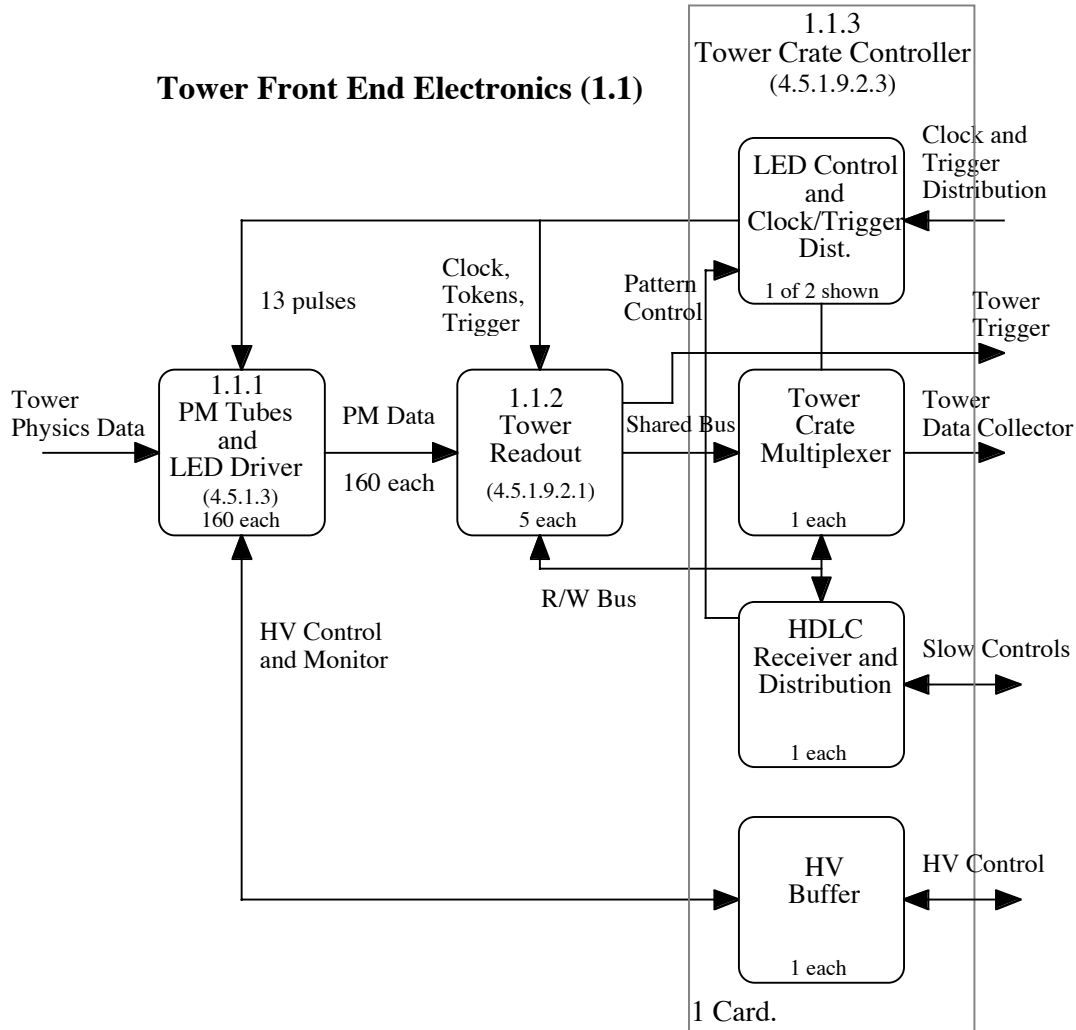 1.1.3
Tower Crate Controller
(4.5.1.9.2.3)
Tower Front End Electronics (1.1)
LED Control
and
Clock/Trigger
Dist.
1 of 2 shown
Clock and
Trigger
Distribution
13 pulses
Clock,
Tokens,
Trigger
Pattern
Control
Tower
Trigger
Tower
Physics Data
1.1.1
PM Tubes
and
LED Driver
(4.5.1.3)
160 each
PM Data
160 each
1.1.2
Tower
Readout
(4.5.1.9.2.1)
5 each
Shared Bus
Tower
Crate
Multiplexer
1 each
Tower
Data Collector
R/W Bus
HV Control
and Monitor
HDLC
Receiver and
Distribution
1 each
Slow Controls
HV
Buffer
1 each
HV Control
1 Card.